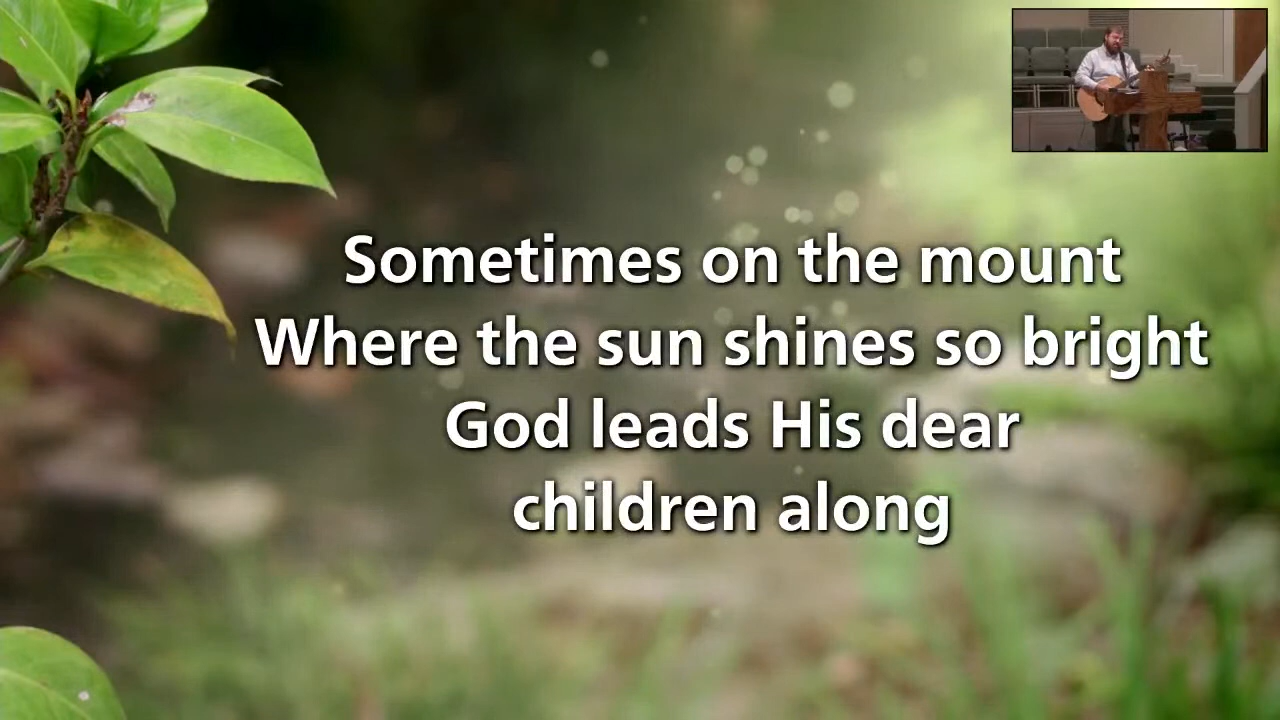 Sometimes on the mount
Where the sun shines so bright
God leads His dear
children along